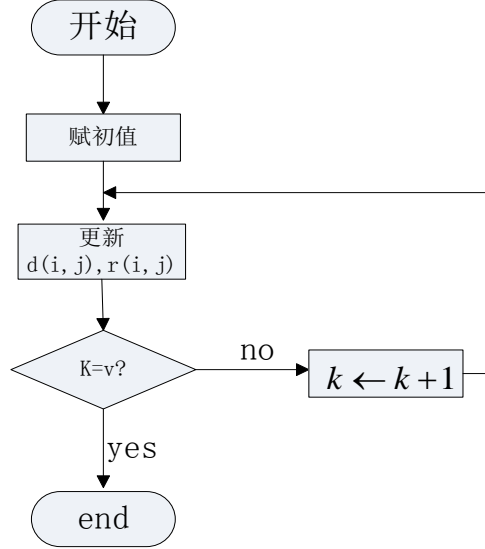 开始
赋初值
更新
d(i,j),r(i,j)
K=v?
no
k ← k + 1
yes
end